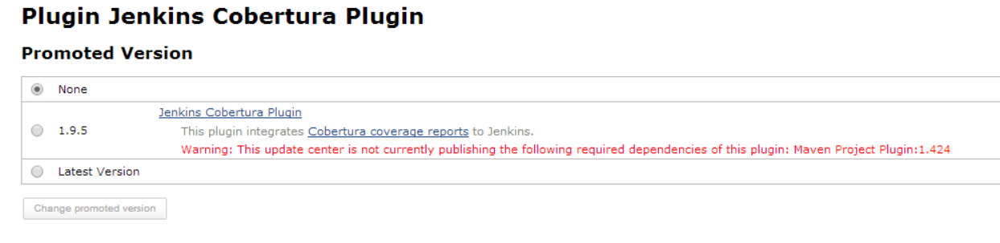 Plugin Jenkins Cobertura Plugin
Promoted Version
None
Jenkins Cobertura Plugin
1.9.5 This plugin integrates Cobertura coverage reports to Jenkins.
Warning: This update center is not currently publishing the following required dependencies of this plugin: Maven Project Plugin:1.424
Latest Version
Change promoted version